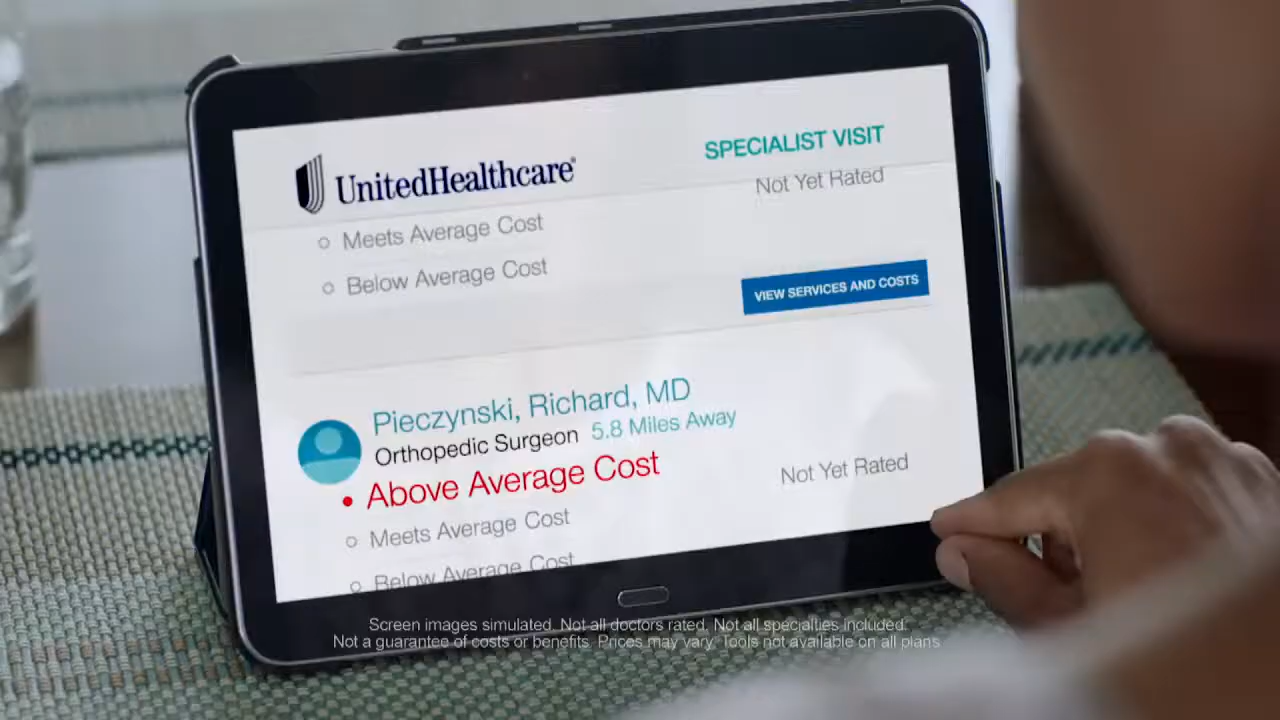 UnitedHealthcare
SPECIALIST VISIT
Not Yet Rated
Meets Average Cost
Below Average Cost
VIEW SERVICES AND COSTS
Pieczynski, Richard, MD
Orthopedic Surgeon 5.8 Miles Away
Above Average Cost
Not Yet Rated
Meets Average Cost
Below Average Cost
Screen images simulated. Not all doctors rated. Not all specialties included.
Not a guarantee of costs or benefits. Prices may vary. Tools not available on all plans